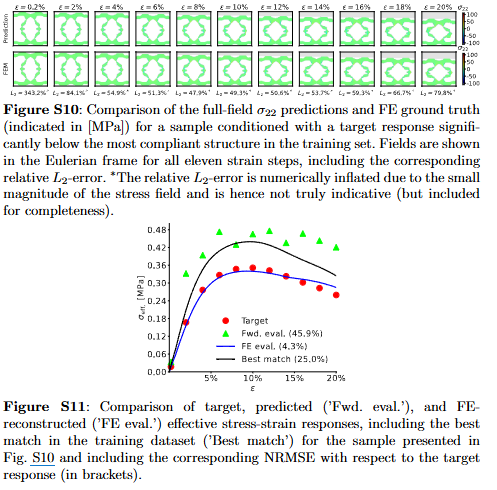 ε = 0.2% ε = 2% ε = 4% ε = 6% ε = 8% ε = 10% ε = 12% ε = 14% ε = 16% ε = 18% ε = 20% σ22
Prediction
100
50
0
-50
-100
σ22
FEM
100
50
0
-50
-100
L2 = 343.2%* L2 = 84.1%* L2 = 54.9%* L2 = 51.3%* L2 = 47.9%* L2 = 49.3%* L2 = 50.6%* L2 = 53.7%* L2 = 59.3%* L2 = 66.7%* L2 = 79.8%*
Figure S10: Comparison of the full-field σ22 predictions and FE ground truth
(indicated in [MPa]) for a sample conditioned with a target response signifi-
cantly below the most compliant structure in the training set. Fields are shown
in the Eulerian frame for all eleven strain steps, including the corresponding
relative L2-error. *The relative L2-error is numerically inflated due to the small
magnitude of the stress field and is hence not truly indicative (but included
for completeness).
0.48
0.42
0.36
0.30
0.24
0.18
0.12
0.06
0.00
σeff. [MPa]
Target
Fwd. eval. (45.9%)
FE eval. (4.3%)
Best match (25.0%)
5% 10% 15% 20%
ε
Figure S11: Comparison of target, predicted ('Fwd. eval.'), and FE-
reconstructed ('FE eval.') effective stress-strain responses, including the best
match in the training dataset ('Best match') for the sample presented in
Fig. S10 and including the corresponding NRMSE with respect to the target
response (in brackets).